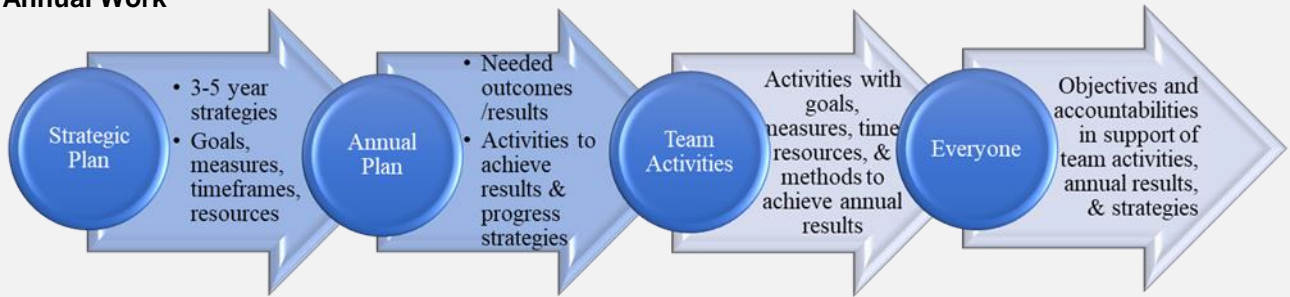 Annual Work
Strategic
Plan
• 3-5 year
strategies
• Goals,
measures,
timeframes,
resources
Annual
Plan
• Needed
outcomes
/results
• Activities to
achieve
results &
progress
strategies
Team
Activities
Activities with
goals,
measures, time
resources, &
methods to
achieve annual
results
Everyone
Objectives and
accountabilities
in support of
team activities,
annual results,
& strategies